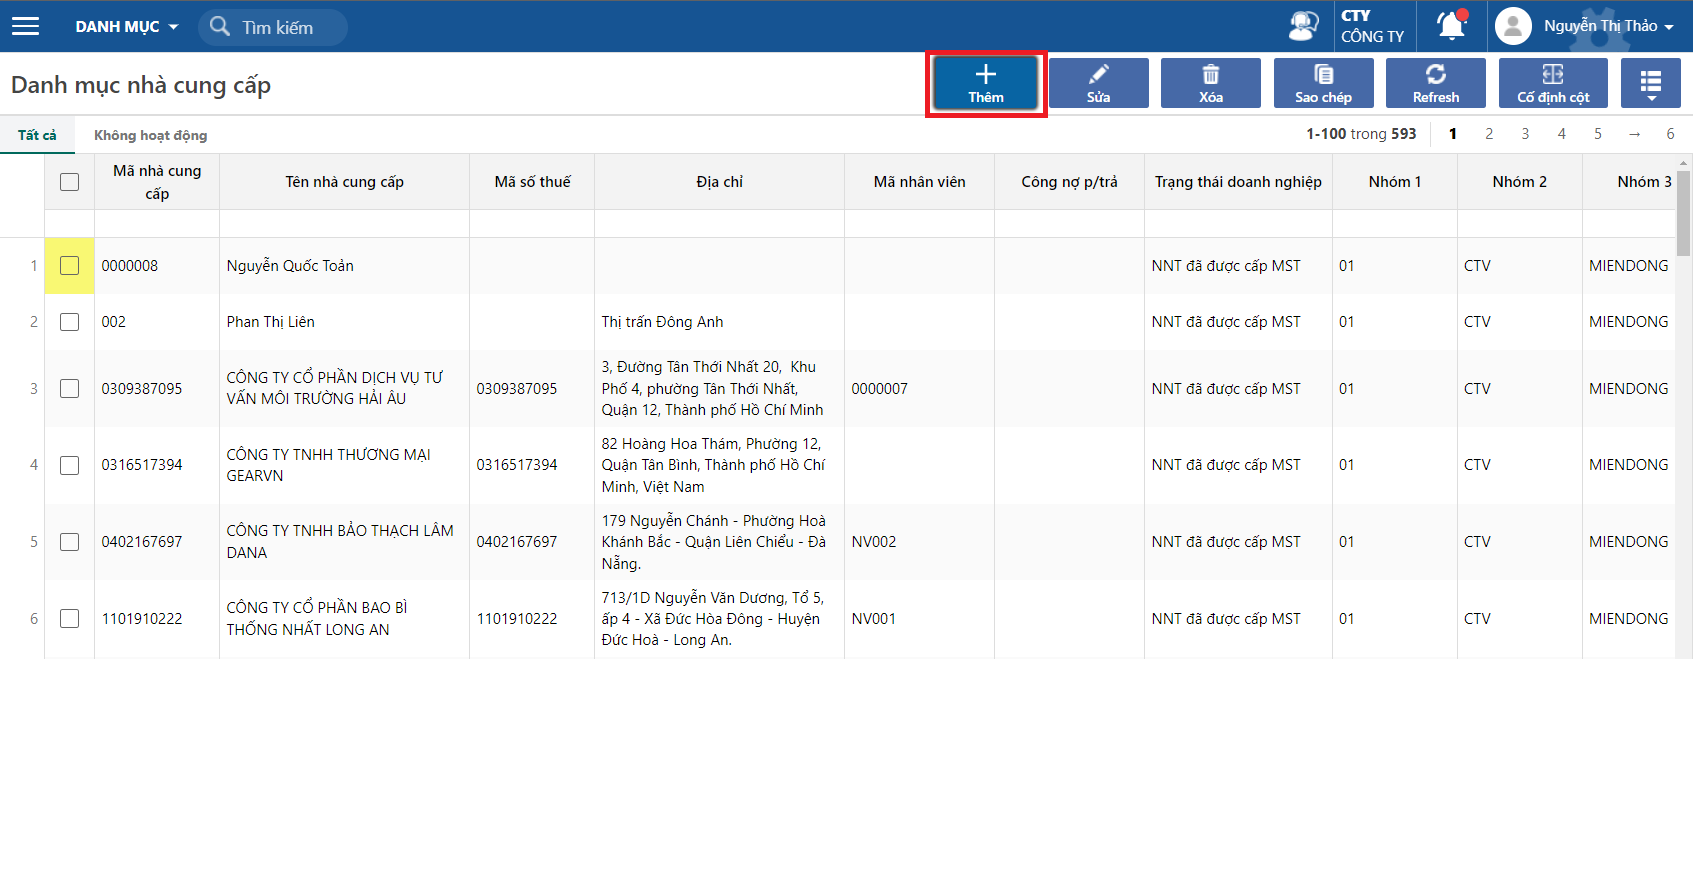 DANH MỤC
Tìm kiếm
CTY
CÔNG TY
Nguyễn Thị Thảo
Danh mục nhà cung cấp
Thêm
Sửa
Xóa
Sao chép
Refresh
Cố định cột
Tất cả
Không hoạt động
1-100 trong 593
1 2 3 4 5 → 6
Mã nhà cung
cấp
Tên nhà cung cấp
Mã số thuế
Địa chỉ
Mã nhân viên
Công nợ p/trả
Trạng thái doanh nghiệp
Nhóm 1
Nhóm 2
Nhóm 3
1
0000008
Nguyễn Quốc Toản
NNT đã được cấp MST
01
CTV
MIENDONG
2
002
Phan Thị Liên
Thị trấn Đông Anh
NNT đã được cấp MST
01
CTV
MIENDONG
3
0309387095
CÔNG TY CỔ PHẦN DỊCH VỤ TƯ
VẤN MÔI TRƯỜNG HẢI ÂU
0309387095
3, Đường Tân Thới Nhất 20, Khu
Phố 4, phường Tân Thới Nhất,
Quận 12, Thành phố Hồ Chí Minh
0000007
NNT đã được cấp MST
01
CTV
MIENDONG
4
0316517394
CÔNG TY TNHH THƯƠNG MẠI
GEARVN
0316517394
82 Hoàng Hoa Thám, Phường 12,
Quận Tân Bình, Thành phố Hồ Chí
Minh, Việt Nam
NNT đã được cấp MST
01
CTV
MIENDONG
5
0402167697
CÔNG TY TNHH BẢO THẠCH LÂM
DANA
0402167697
179 Nguyễn Chánh - Phường Hoà
Khánh Bắc - Quận Liên Chiểu - Đà
Nẵng.
NV002
NNT đã được cấp MST
01
CTV
MIENDONG
6
1101910222
CÔNG TY CỔ PHẦN BAO BÌ
THỐNG NHẤT LONG AN
1101910222
713/1D Nguyễn Văn Dương, Tổ 5,
ấp 4 - Xã Đức Hòa Đông - Huyện
Đức Hoà - Long An.
NV001
NNT đã được cấp MST
01
CTV
MIENDONG